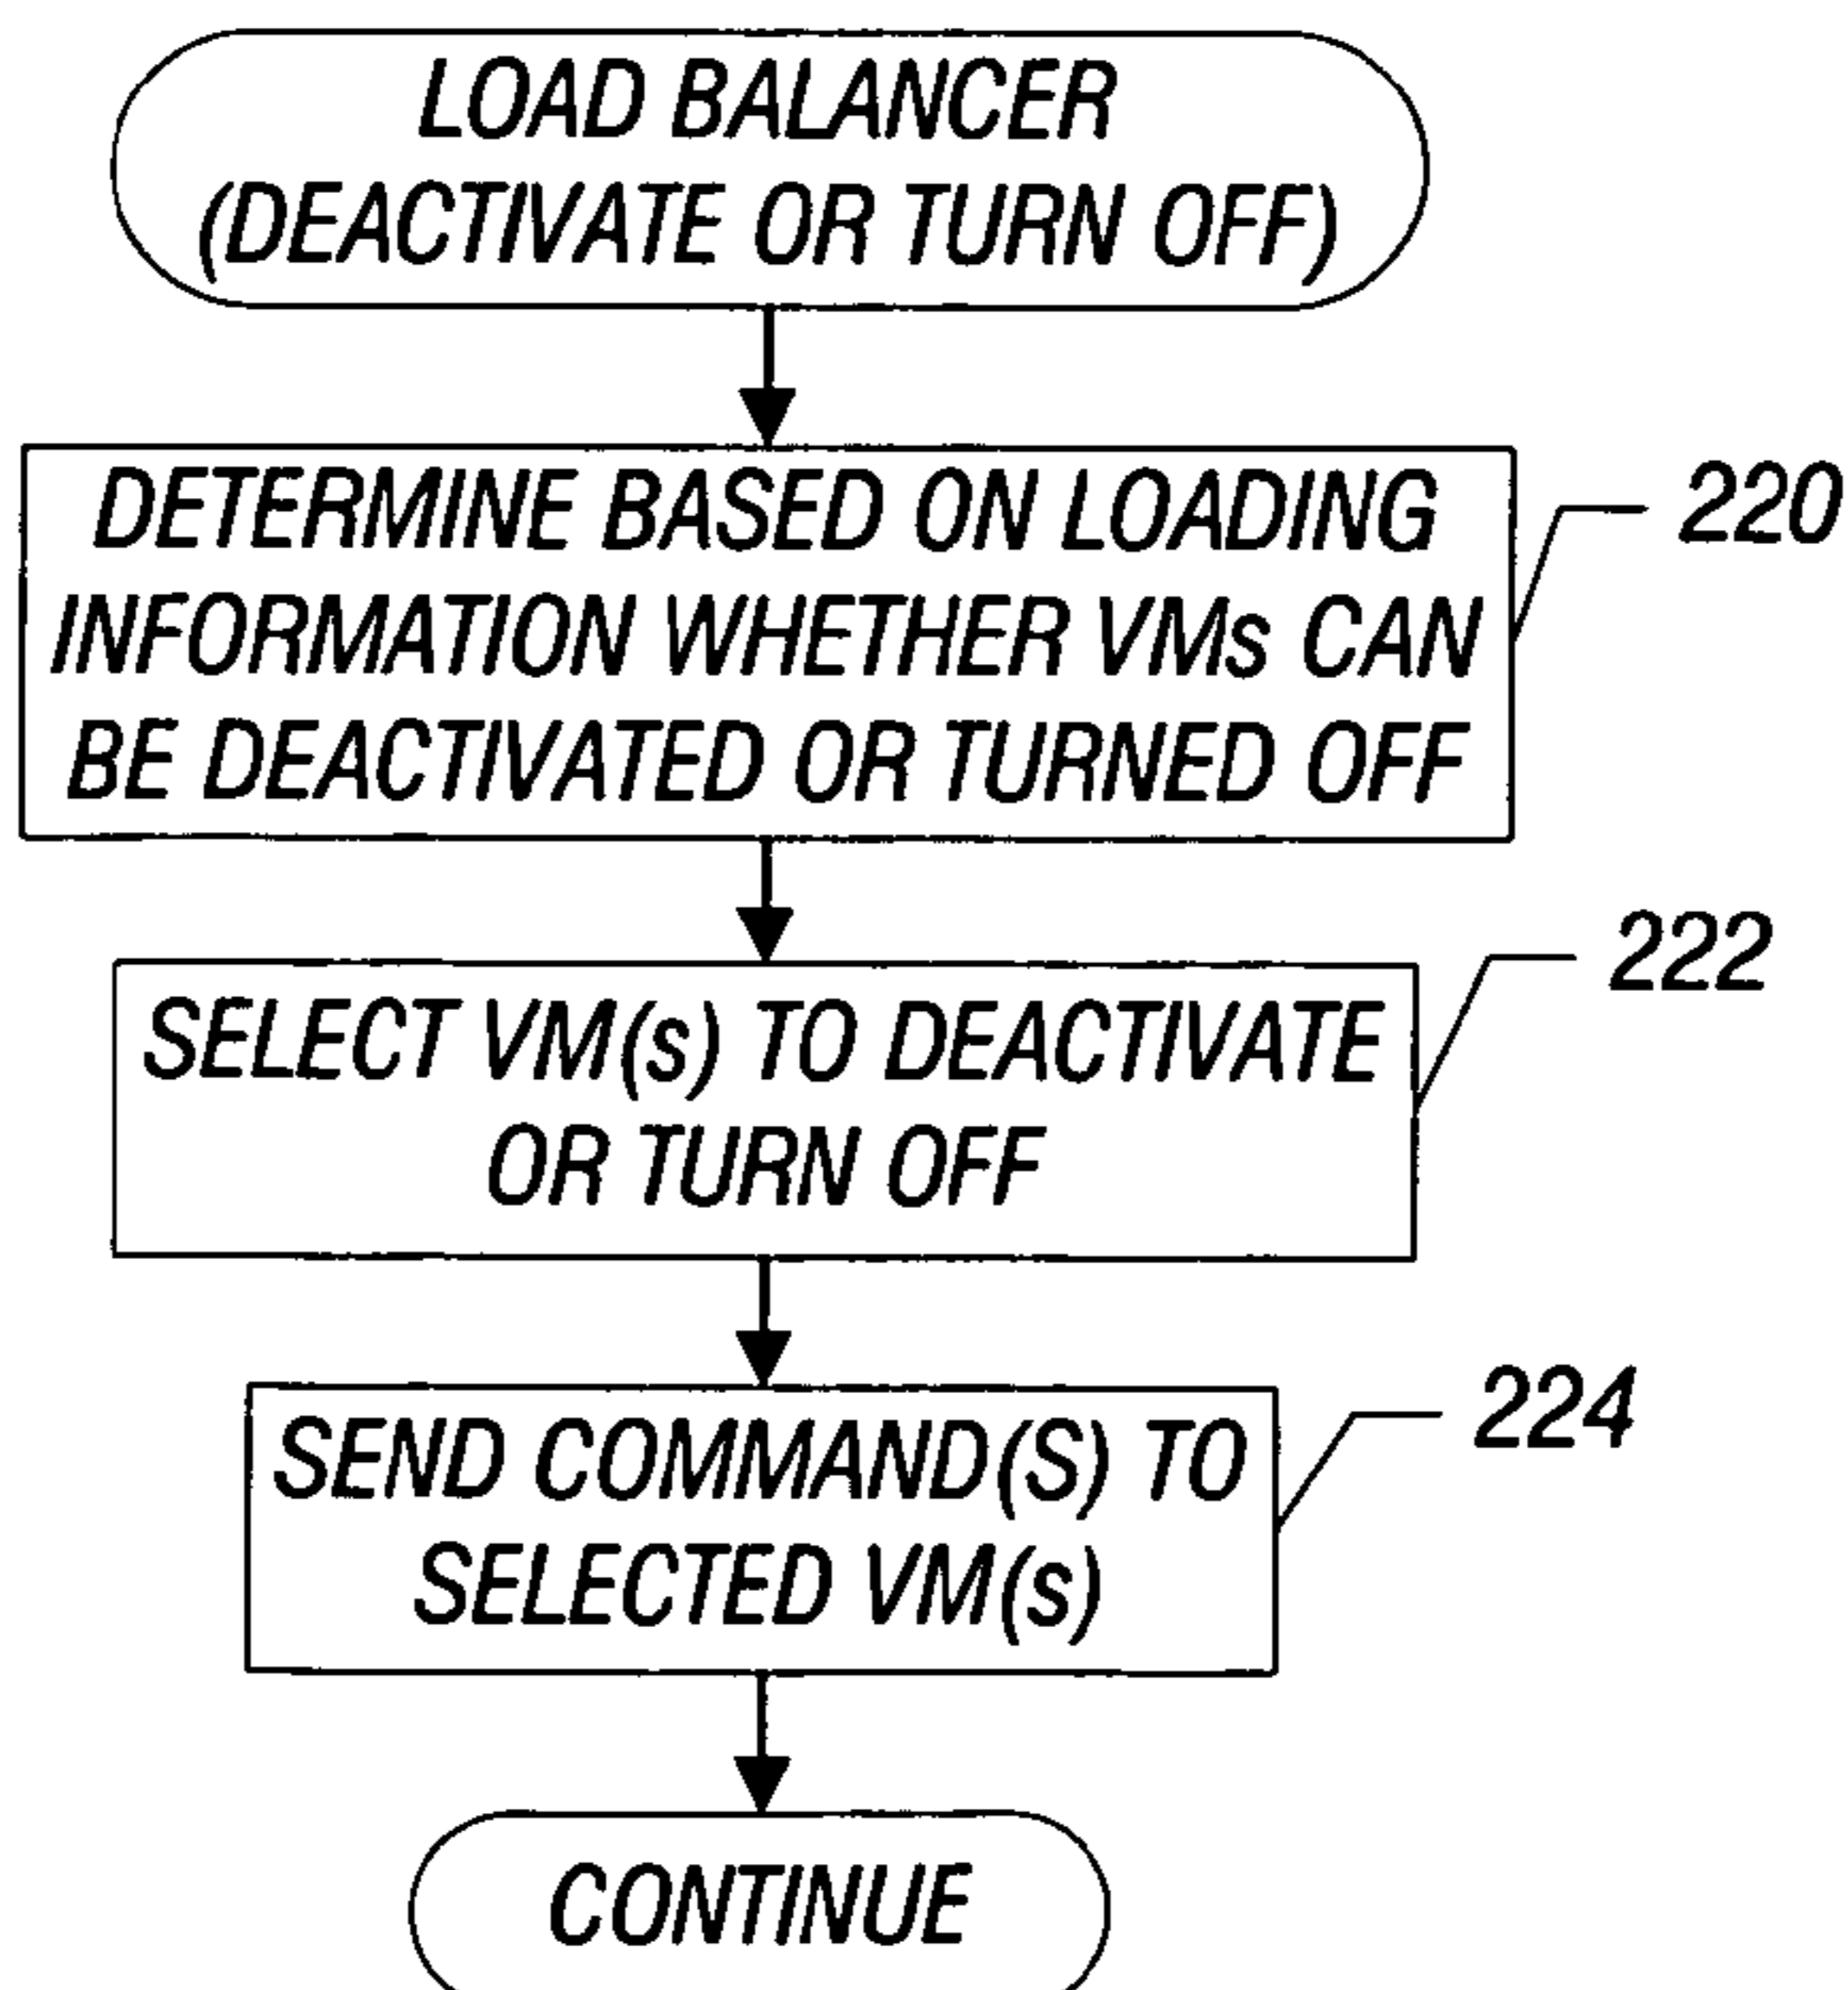 LOAD BALANCER
(DEACTIVATE OR TURN OFF)
DETERMINE BASED ON LOADING
INFORMATION WHETHER VMs CAN
BE DEACTIVATED OR TURNED OFF
220
SELECT VM(s) TO DEACTIVATE
OR TURN OFF
222
SEND COMMAND(S) TO
SELECTED VM(s)
224
CONTINUE